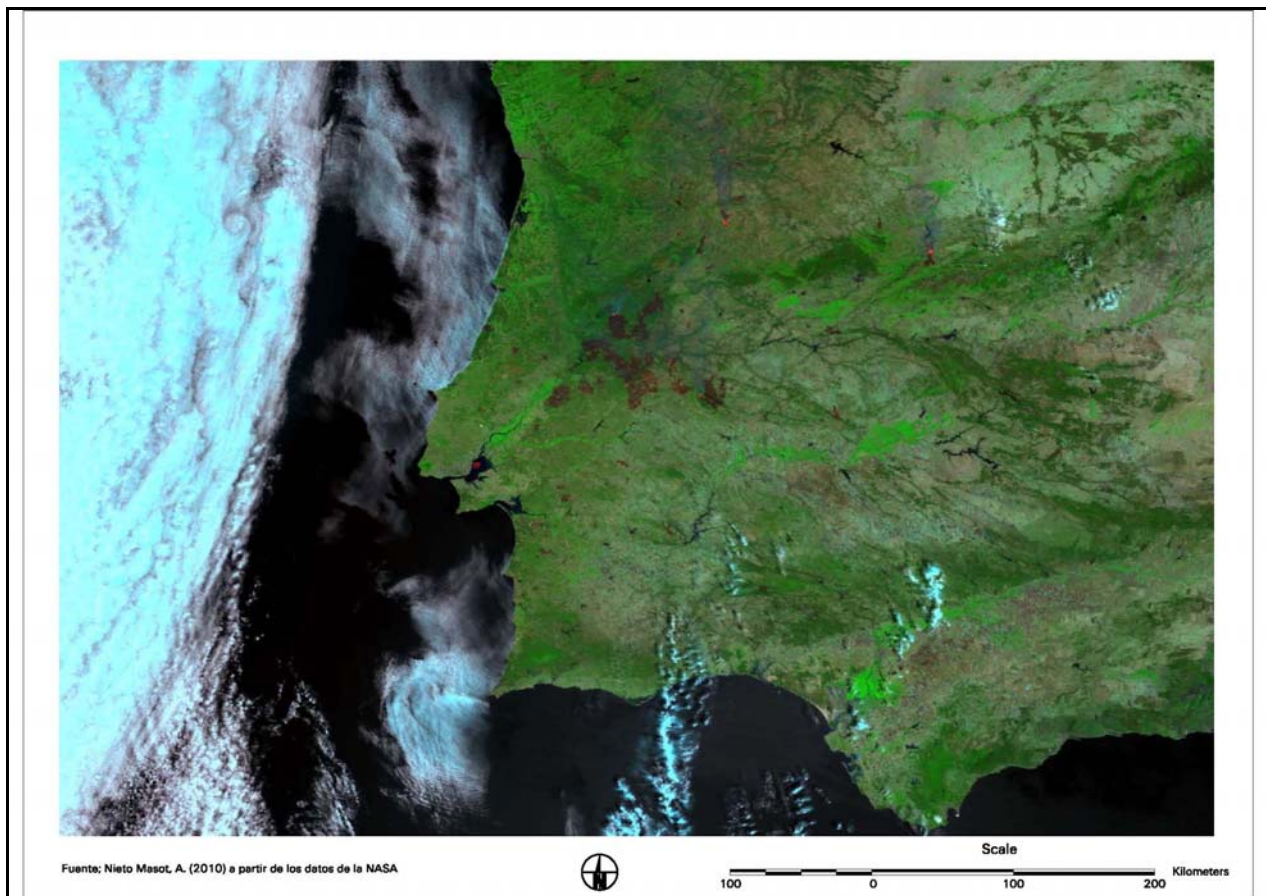 Fuente: Nieto Masot, A. (2010) a partir de los datos de la NASA
N
Scale
Kilometers
100 0 100 200